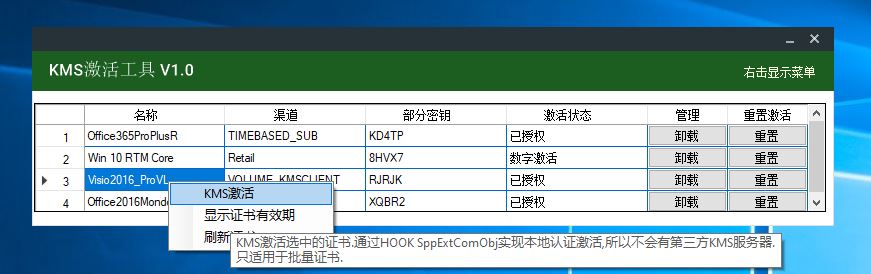 KMS激活工具 V1.0
右击显示菜单
名称 渠道 部分密钥 激活状态 管理 重置激活
1 Office365ProPlusR TIMEBASED_SUB KD4TP 已授权 卸载 重置
2 Win 10 RTM Core Retail 8HVX7 数字激活 卸载 重置
3 Visio2016_ProVL VOLUME_KMSCLIENT RJRJK 已授权 卸载 重置
4 Office2016Mondo XQBR2 已授权 卸载 重置
KMS激活
显示证书有效期
刷新证书
KMS激活选中的证书.通过HOOK SppExtComObj实现本地认证激活,所以不会有第三方KMS服务器.
只适用于批量证书.